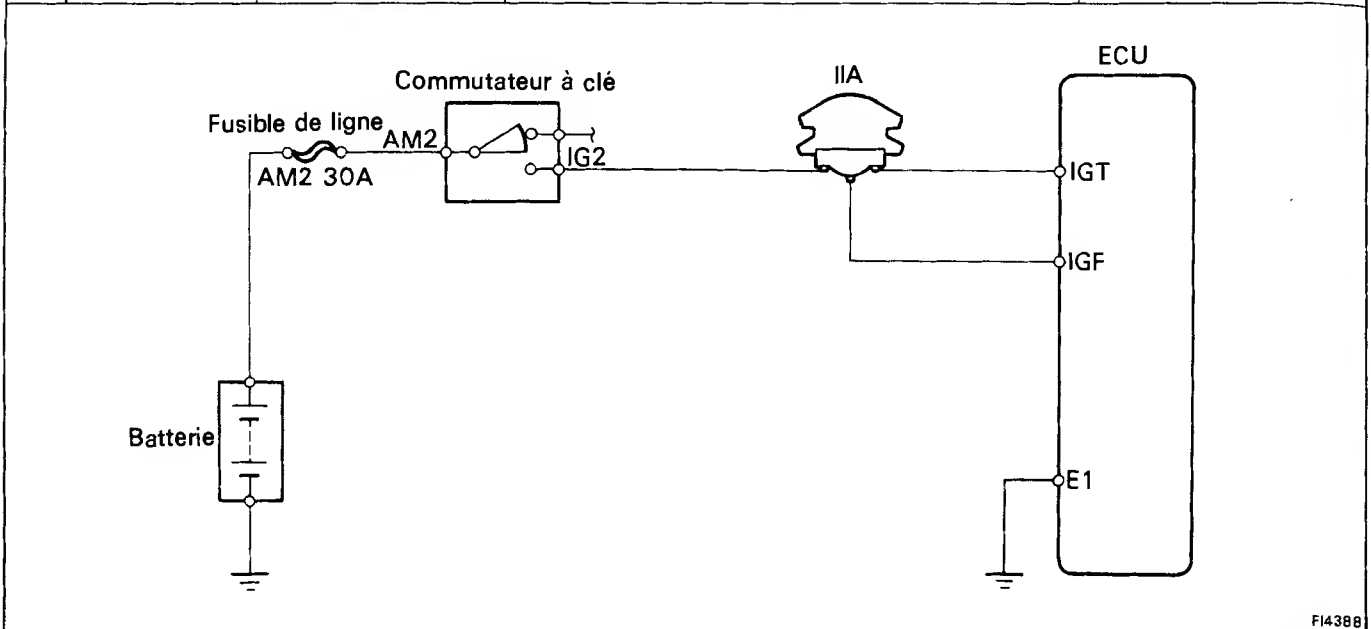 ECU
Commutateur à clé
IIA
Fusible de ligne
AM2
IG2
AM2 30A
IGT
IGF
Batterie
E1
FI4388